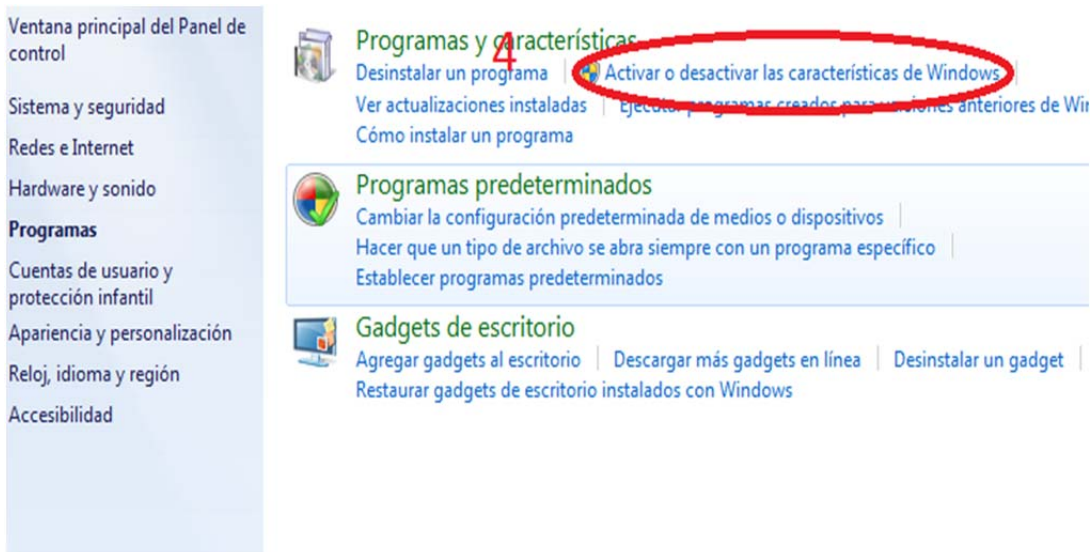 Ventana principal del Panel de
control
Sistema y seguridad
Redes e Internet
Hardware y sonido
Programas
Cuentas de usuario y
protección infantil
Apariencia y personalización
Reloj, idioma y región
Accesibilidad
4
Programas y características
Desinstalar un programa | Activar o desactivar las características de Windows |
Ver actualizaciones instaladas | Ejecutar programas creados para versiones anteriores de
Cómo instalar un programa
Programas predeterminados
Cambiar la configuración predeterminada de medios o dispositivos |
Hacer que un tipo de archivo se abra siempre con un programa específico |
Establecer programas predeterminados
Gadgets de escritorio
Agregar gadgets al escritorio | Descargar más gadgets en línea | Desinstalar un gadget |
Restaurar gadgets de escritorio instalados con Windows